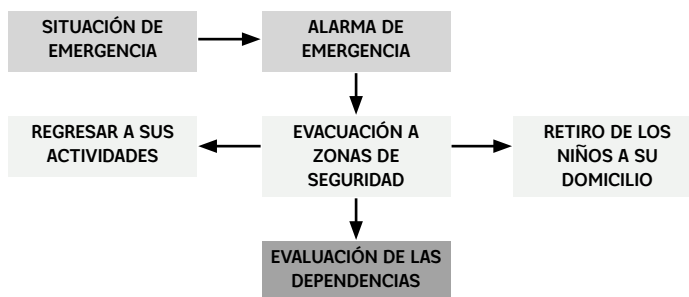 SITUACIÓN DE
EMERGENCIA
ALARMA DE
EMERGENCIA
REGRESAR A SUS
ACTIVIDADES
EVACUACIÓN A
ZONAS DE
SEGURIDAD
RETIRO DE LOS
NIÑOS A SU
DOMICILIO
EVALUACIÓN DE LAS
DEPENDENCIAS